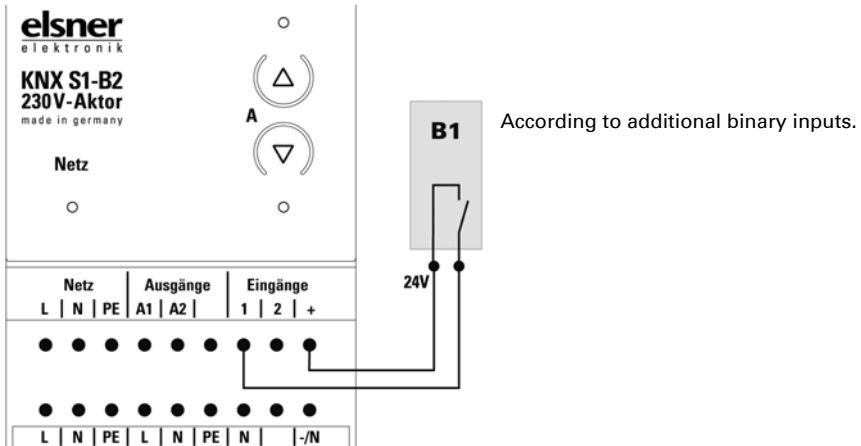 elsner
elektronik
KNX S1-B2
230V-Aktor
made in germany
A
Netz
B1
According to additional binary inputs.
24V
Netz | Ausgänge | Eingänge
L | N | PE | A1 | A2 | | 1 | 2 | +
L | N | PE | L | N | PE | N | | -/N